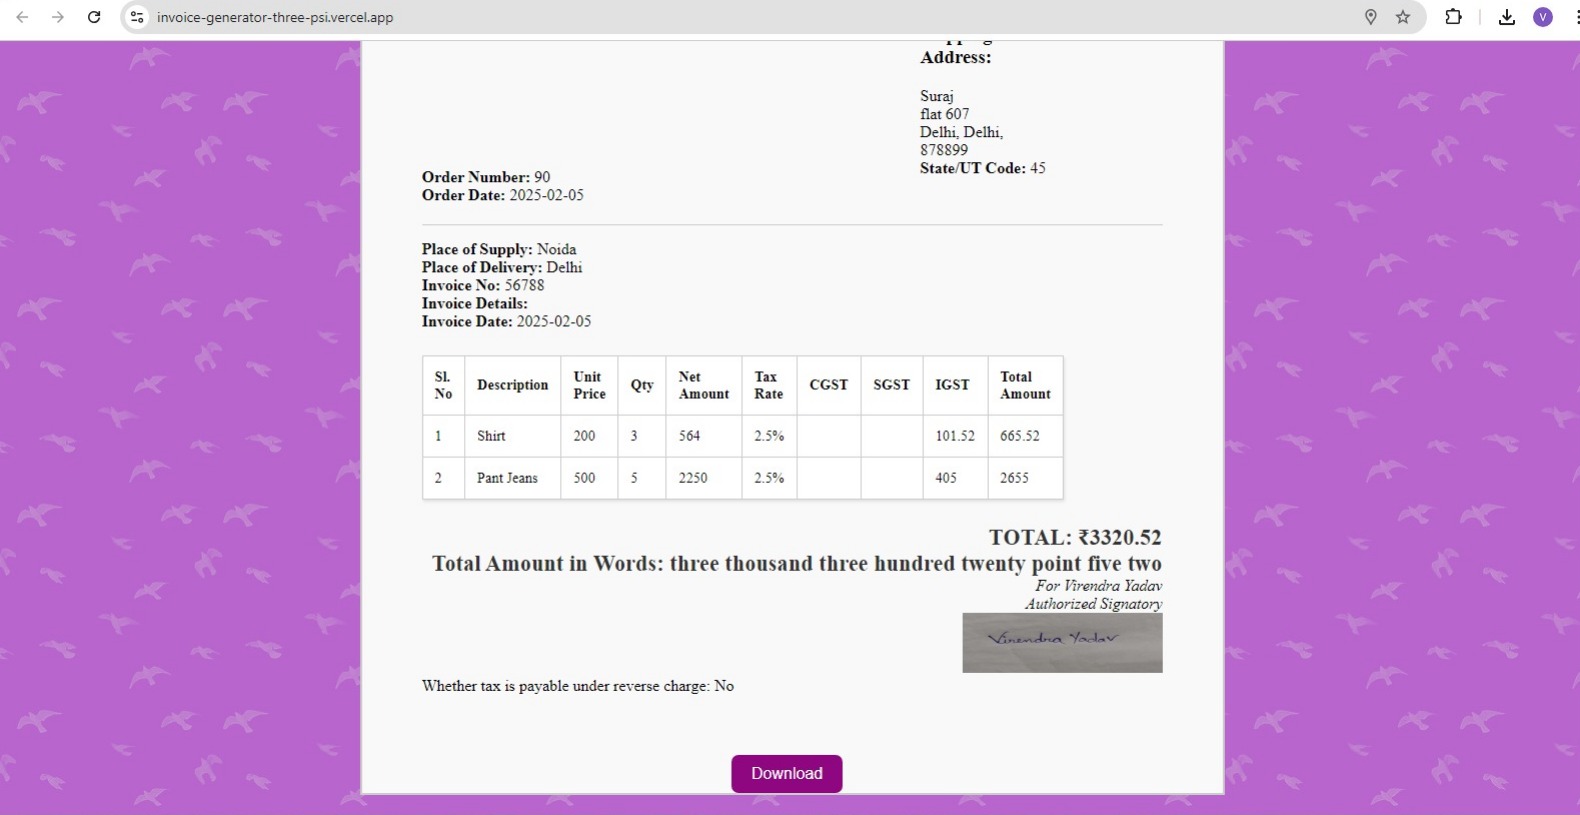 invoice-generator-three-psi.vercel.app
V
Address:
Suraj
flat 607
Delhi, Delhi,
878899
State/UT Code: 45
Order Number: 90
Order Date: 2025-02-05
Place of Supply: Noida
Place of Delivery: Delhi
Invoice No: 56788
Invoice Details:
Invoice Date: 2025-02-05
Sl. No Description Unit Price Qty Net Amount Tax Rate CGST SGST IGST Total Amount
1 Shirt 200 3 564 2.5% 101.52 665.52
2 Pant Jeans 500 5 2250 2.5% 405 2655
TOTAL: ₹3320.52
Total Amount in Words: three thousand three hundred twenty point five two
For Virendra Yadav
Authorized Signatory
Virendra Yadav
Whether tax is payable under reverse charge: No
Download